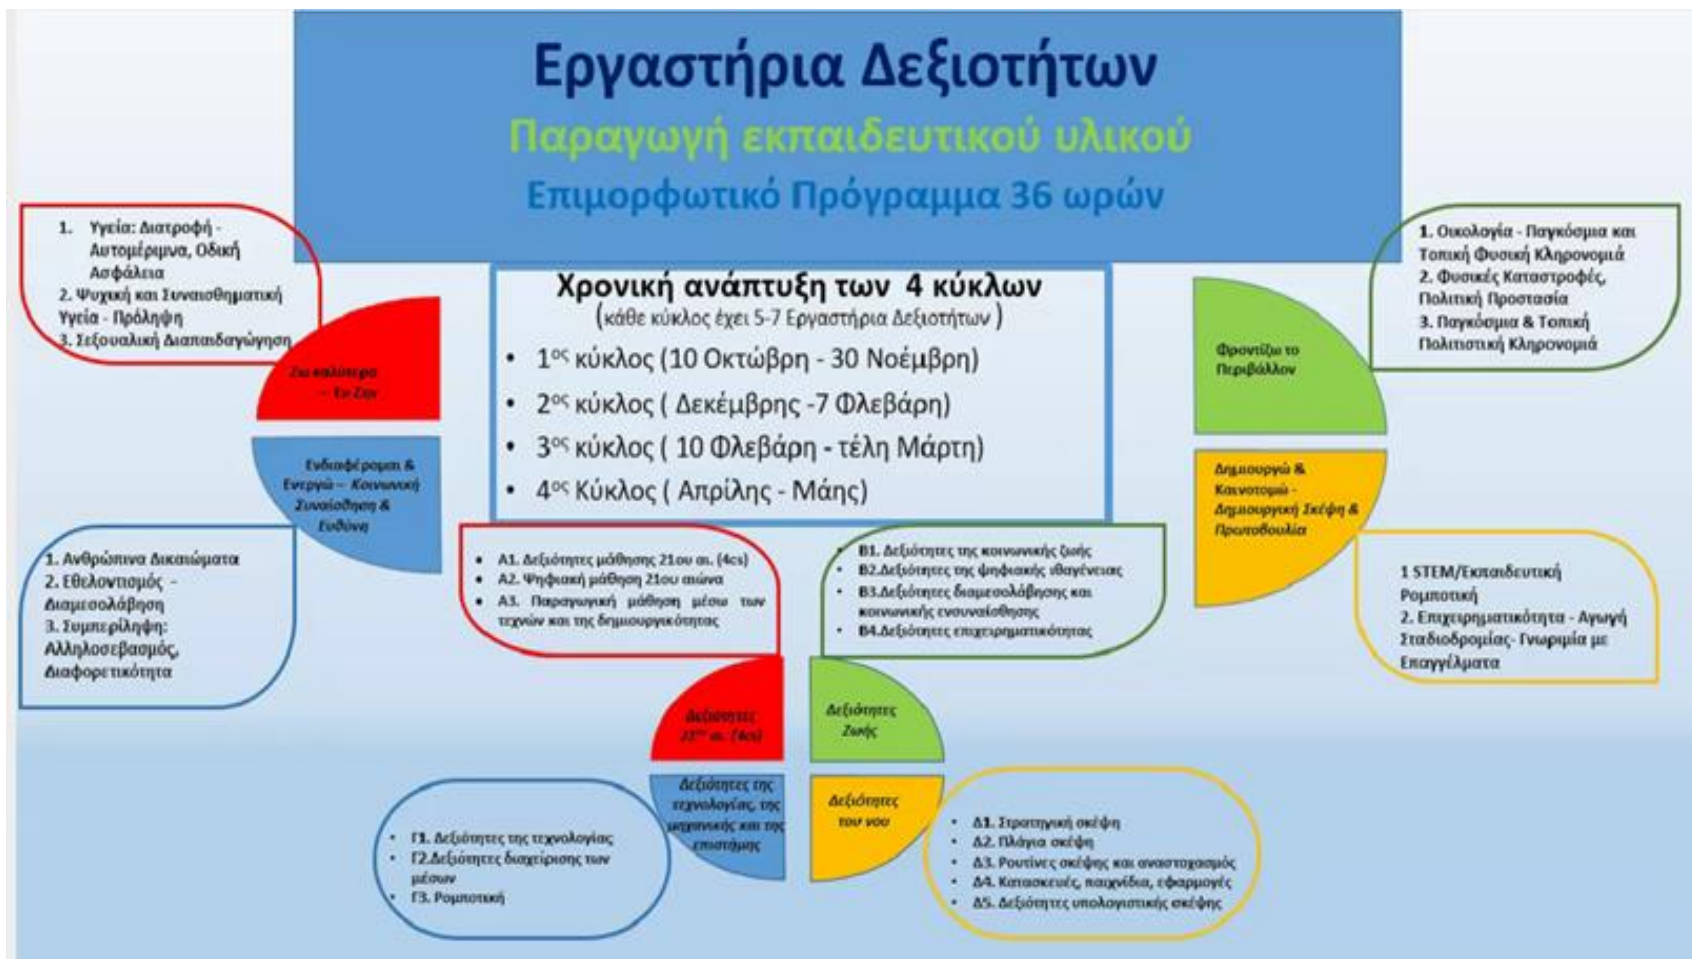 Εργαστήρια Δεξιοτήτων
Παραγωγή εκπαιδευτικού υλικού
Επιμορφωτικό Πρόγραμμα 36 ωρών
1. Υγεία: Διατροφή -
Αυτομέριμνα, Οδική
Ασφάλεια
2. Ψυχική και Συναισθηματική
Υγεία - Πρόληψη
3. Σεξουαλική Διαπαιδαγώγηση
Ζω καλύτερα
– Ευ Ζην
Ενδιαφέρομαι &
Ενεργώ – Κοινωνική
Συναίσθηση &
Ευθύνη
1. Ανθρώπινα Δικαιώματα
2. Εθελοντισμός -
Διαμεσολάβηση
3. Συμπερίληψη:
Αλληλοσεβασμός,
Διαφορετικότητα
Χρονική ανάπτυξη των 4 κύκλων
(κάθε κύκλος έχει 5-7 Εργαστήρια Δεξιοτήτων )
• 1ος κύκλος (10 Οκτώβρη - 30 Νοέμβρη)
• 2ος κύκλος ( Δεκέμβρης -7 Φλεβάρη)
• 3ος κύκλος ( 10 Φλεβάρη - τέλη Μάρτη)
• 4ος Κύκλος ( Απρίλης - Μάης)
1. Οικολογία - Παγκόσμια και
Τοπική Φυσική Κληρονομιά
2. Φυσικές Καταστροφές,
Πολιτική Προστασία
3. Παγκόσμια & Τοπική
Πολιτιστική Κληρονομιά
Φροντίζω το
Περιβάλλον
Δημιουργώ &
Καινοτομώ -
Δημιουργική Σκέψη &
Πρωτοβουλία
1 STEM/Εκπαιδευτική
Ρομποτική
2. Επιχειρηματικότητα - Αγωγή
Σταδιοδρομίας- Γνωριμία με
Επαγγέλματα
• Α1. Δεξιότητες μάθησης 21ου αι. (4cs)
• Α2. Ψηφιακή μάθηση 21ου αιώνα
• Α3. Παραγωγική μάθηση μέσω των
τεχνών και της δημιουργικότητας
• Β1. Δεξιότητες της κοινωνικής ζωής
• Β2.Δεξιότητες της ψηφιακής ιθαγένειας
• Β3.Δεξιότητες διαμεσολάβησης και
κοινωνικής ενσυναίσθησης
• Β4.Δεξιότητες επιχειρηματικότητας
Δεξιότητες
21ου αι. (4cs)
Δεξιότητες
Ζωής
Δεξιότητες της
τεχνολογίας, της
μηχανικής και της
επιστήμης
Δεξιότητες
του νου
• Γ1. Δεξιότητες της τεχνολογίας
• Γ2.Δεξιότητες διαχείρισης των
μέσων
• Γ3. Ρομποτική
• Δ1. Στρατηγική σκέψη
• Δ2. Πλάγια σκέψη
• Δ3. Ρουτίνες σκέψης και αναστοχασμός
• Δ4. Κατασκευές, παιχνίδια, εφαρμογές
• Δ5. Δεξιότητες υπολογιστικής σκέψης